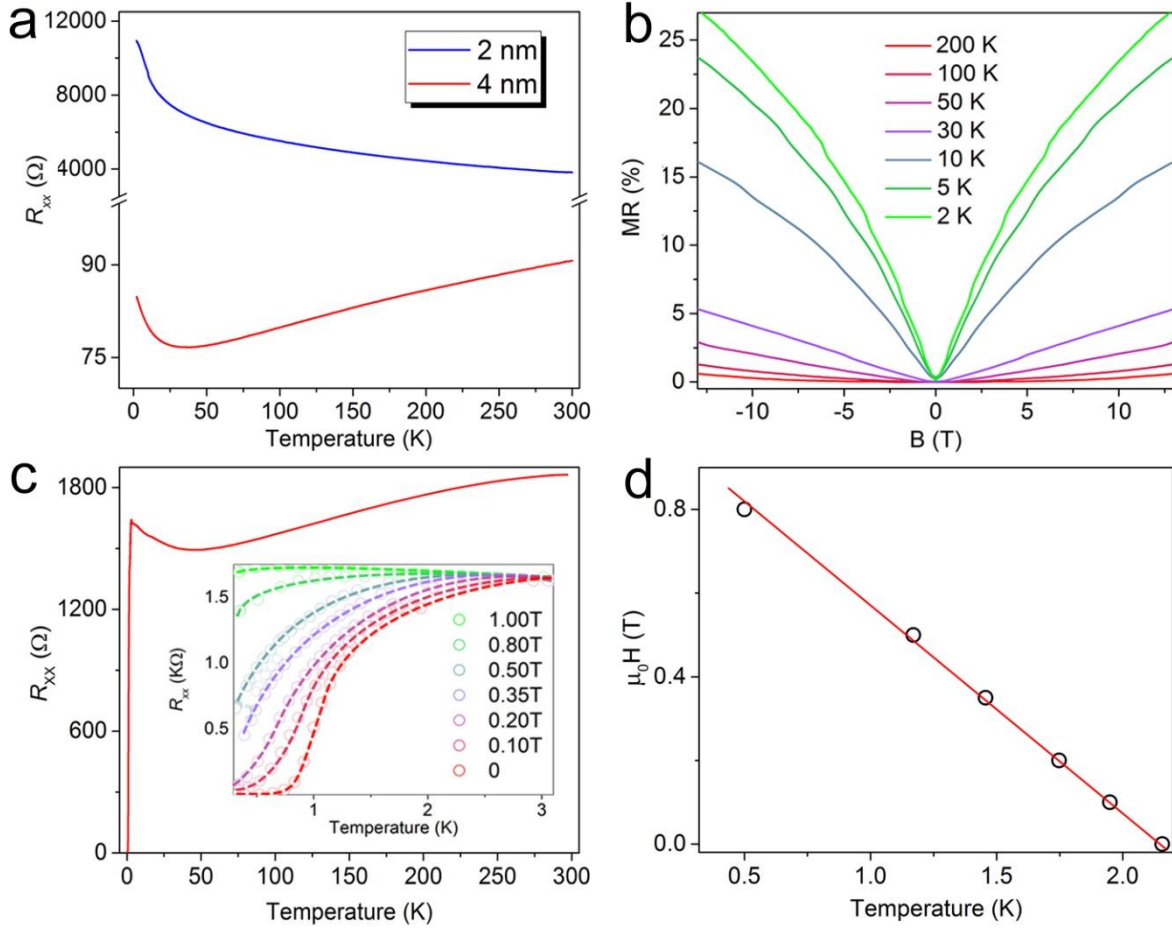 a
12000
8000
4000
90
75
R_xx (Ω)
2 nm
4 nm
0 50 100 150 200 250 300
Temperature (K)
b
25
20
15
10
5
0
MR (%)
200 K
100 K
50 K
30 K
10 K
5 K
2 K
-10 -5 0 5 10
B (T)
c
1800
1200
600
0
R_XX (Ω)
1.5
1.0
0.5
R_xx (KΩ)
1.00T
0.80T
0.50T
0.35T
0.20T
0.10T
0
1 2 3
Temperature (K)
0 50 100 150 200 250 300
Temperature (K)
d
0.8
0.4
0.0
μ₀H (T)
0.5 1.0 1.5 2.0
Temperature (K)